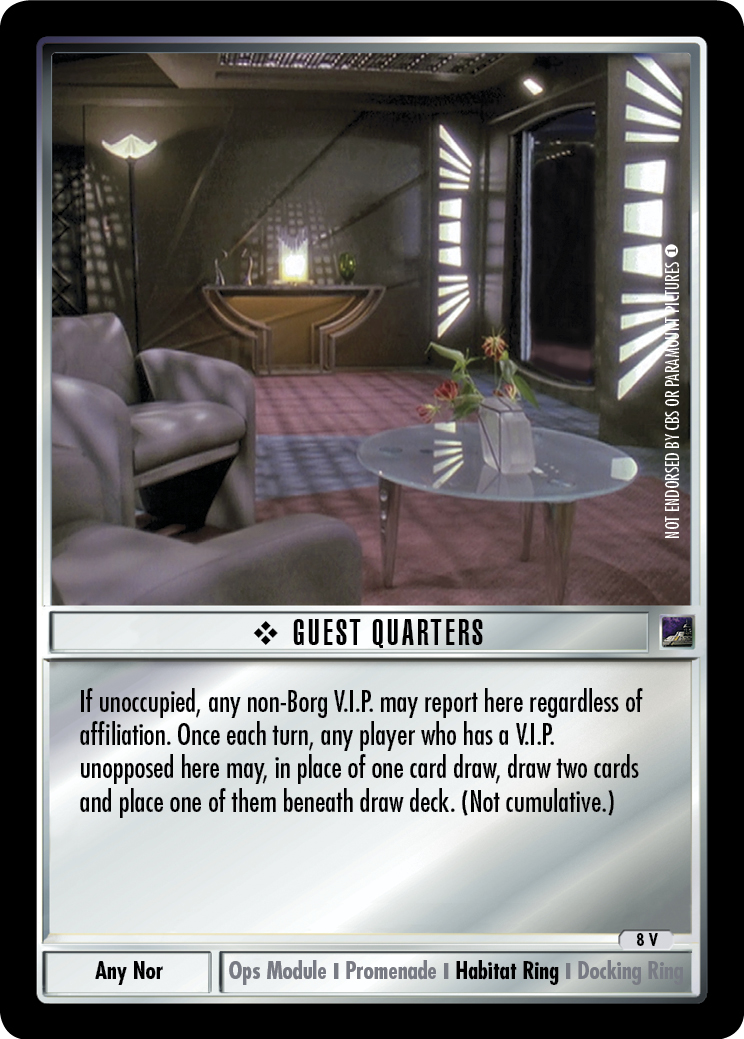 NOT ENDORSED BY CBS OR PARAMOUNT PICTURES 1
❖ GUEST QUARTERS
If unoccupied, any non-Borg V.I.P. may report here regardless of
affiliation. Once each turn, any player who has a V.I.P.
unopposed here may, in place of one card draw, draw two cards
and place one of them beneath draw deck. (Not cumulative.)
8 V
Any Nor
Ops Module I Promenade I Habitat Ring I Docking Ring